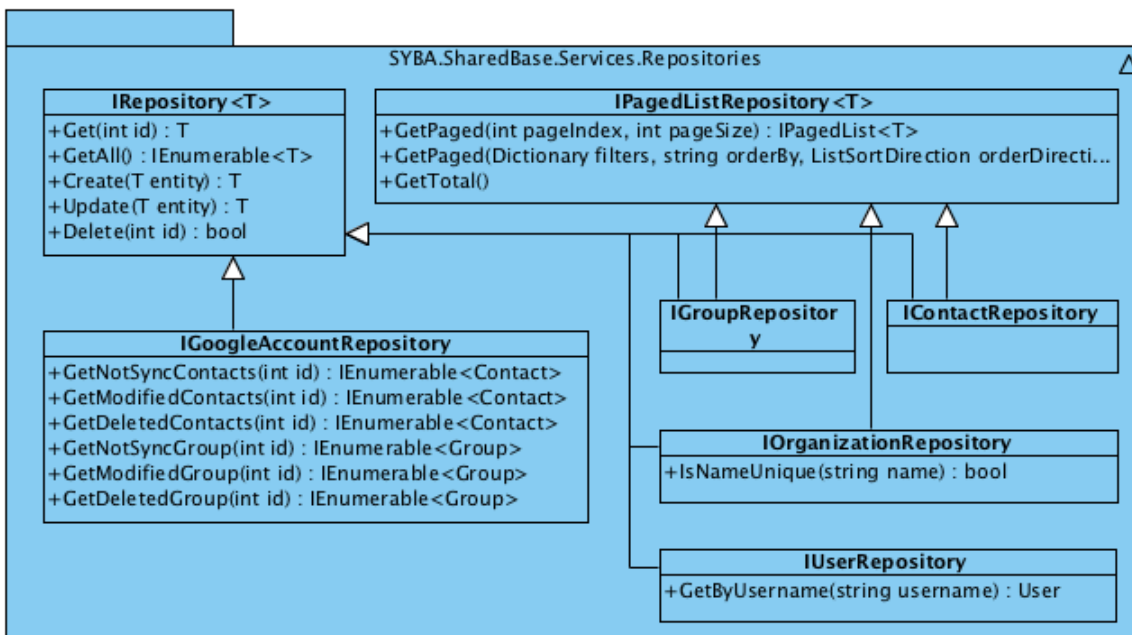 SYBA.SharedBase.Services.Repositories
IRepository<T>
+Get(int id) : T
+GetAll() : IEnumerable<T>
+Create(T entity) : T
+Update(T entity) : T
+Delete(int id) : bool
IPagedListRepository<T>
+GetPaged(int pageIndex, int pageSize) : IPagedList<T>
+GetPaged(Dictionary filters, string orderBy, ListSortDirection orderDirecti...
+GetTotal()
IGroupRepositor
y
IContactRepository
IGoogleAccountRepository
+GetNotSyncContacts(int id) : IEnumerable<Contact>
+GetModifiedContacts(int id) : IEnumerable<Contact>
+GetDeletedContacts(int id) : IEnumerable<Contact>
+GetNotSyncGroup(int id) : IEnumerable<Group>
+GetModifiedGroup(int id) : IEnumerable<Group>
+GetDeletedGroup(int id) : IEnumerable<Group>
IOrganizationRepository
+IsNameUnique(string name) : bool
IUserRepository
+GetByUsername(string username) : User